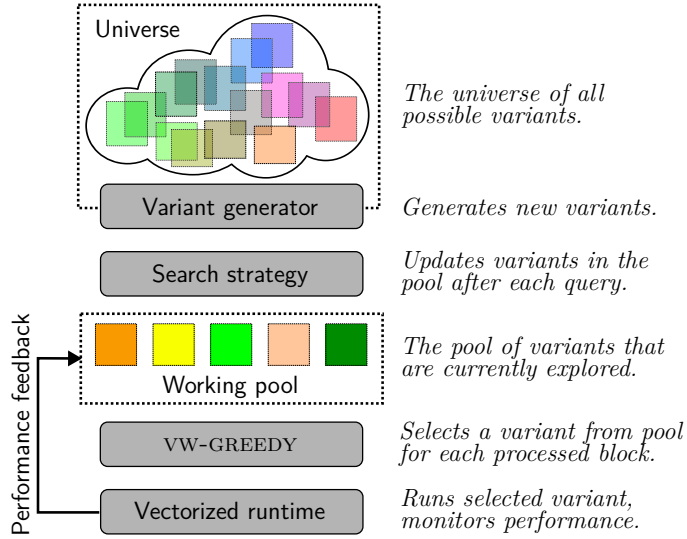 Universe
The universe of all
possible variants.
Variant generator
Generates new variants.
Search strategy
Updates variants in the
pool after each query.
Performance feedback
Working pool
The pool of variants that
are currently explored.
VW-GREEDY
Selects a variant from pool
for each processed block.
Vectorized runtime
Runs selected variant,
monitors performance.